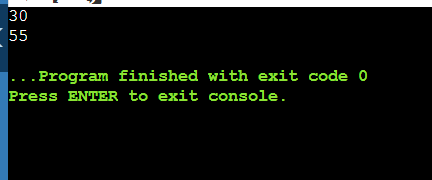 30
55
...Program finished with exit code 0
Press ENTER to exit console.